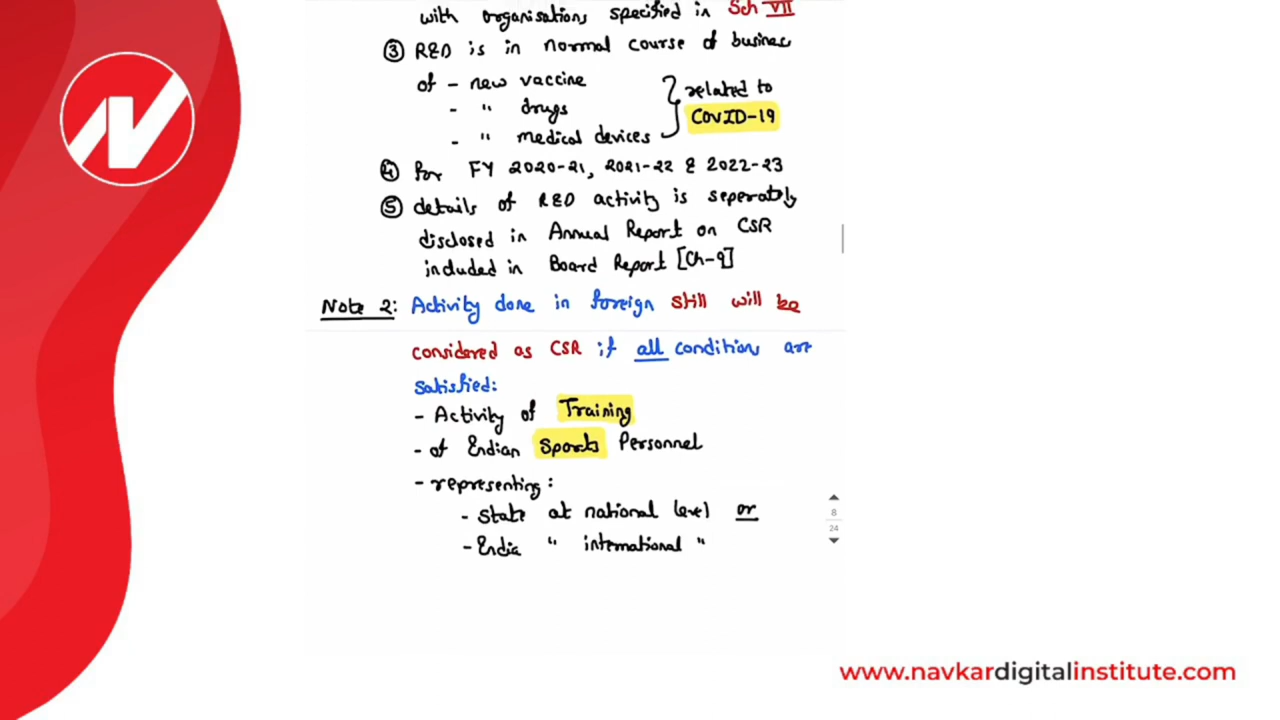 with organisations specified in Sch VII
③ R&D is in normal course of busines
of - new vaccine
- " drugs
- " medical devices
related to
COVID-19
④ for FY 2020-21, 2021-22 & 2022-23
⑤ details of R&D activity is seperately
disclosed in Annual Report on CSR
included in Board Report [Ch-9]
Note 2: Activity done in foreign still will be
considered as CSR if all condition are
satisfied:
- Activity of Training
- of Indian Sports Personnel
- representing:
- State at national level or
- India " international "
8
24
www.navkardigitalinstitute.com